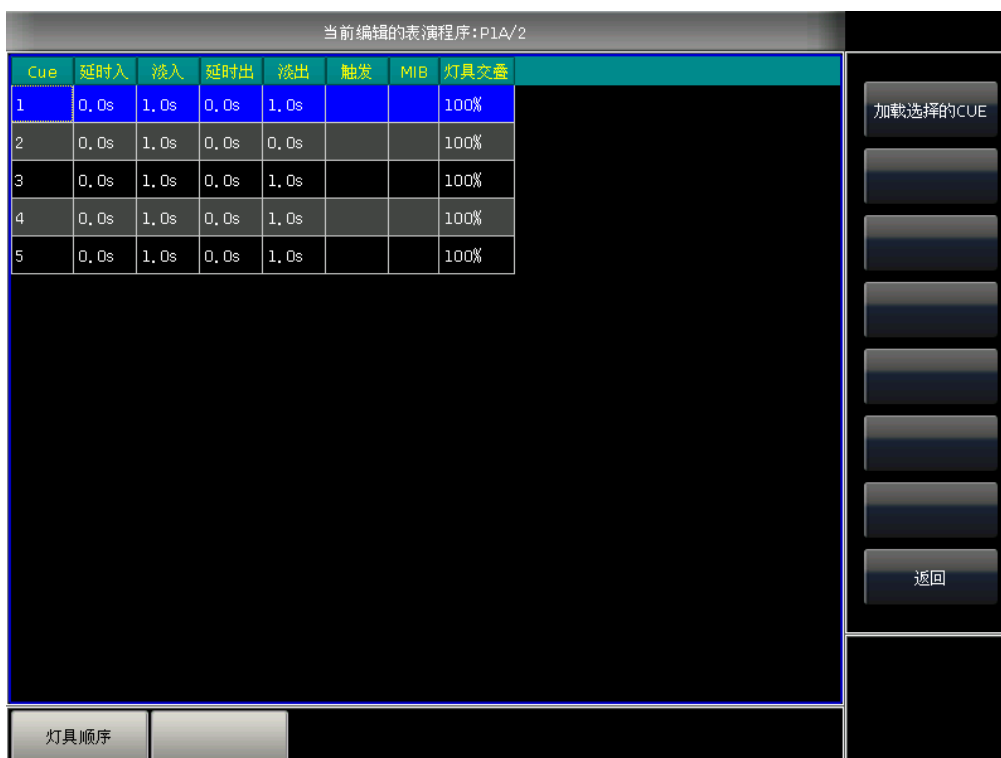 当前编辑的表演程序:P1A/2
Cue 延时入 淡入 延时出 淡出 触发 MIB 灯具交叠
1 0.0s 1.0s 0.0s 1.0s 100%
2 0.0s 1.0s 0.0s 0.0s 100%
3 0.0s 1.0s 0.0s 1.0s 100%
4 0.0s 1.0s 0.0s 1.0s 100%
5 0.0s 1.0s 0.0s 1.0s 100%
加载选择的CUE
返回
灯具顺序